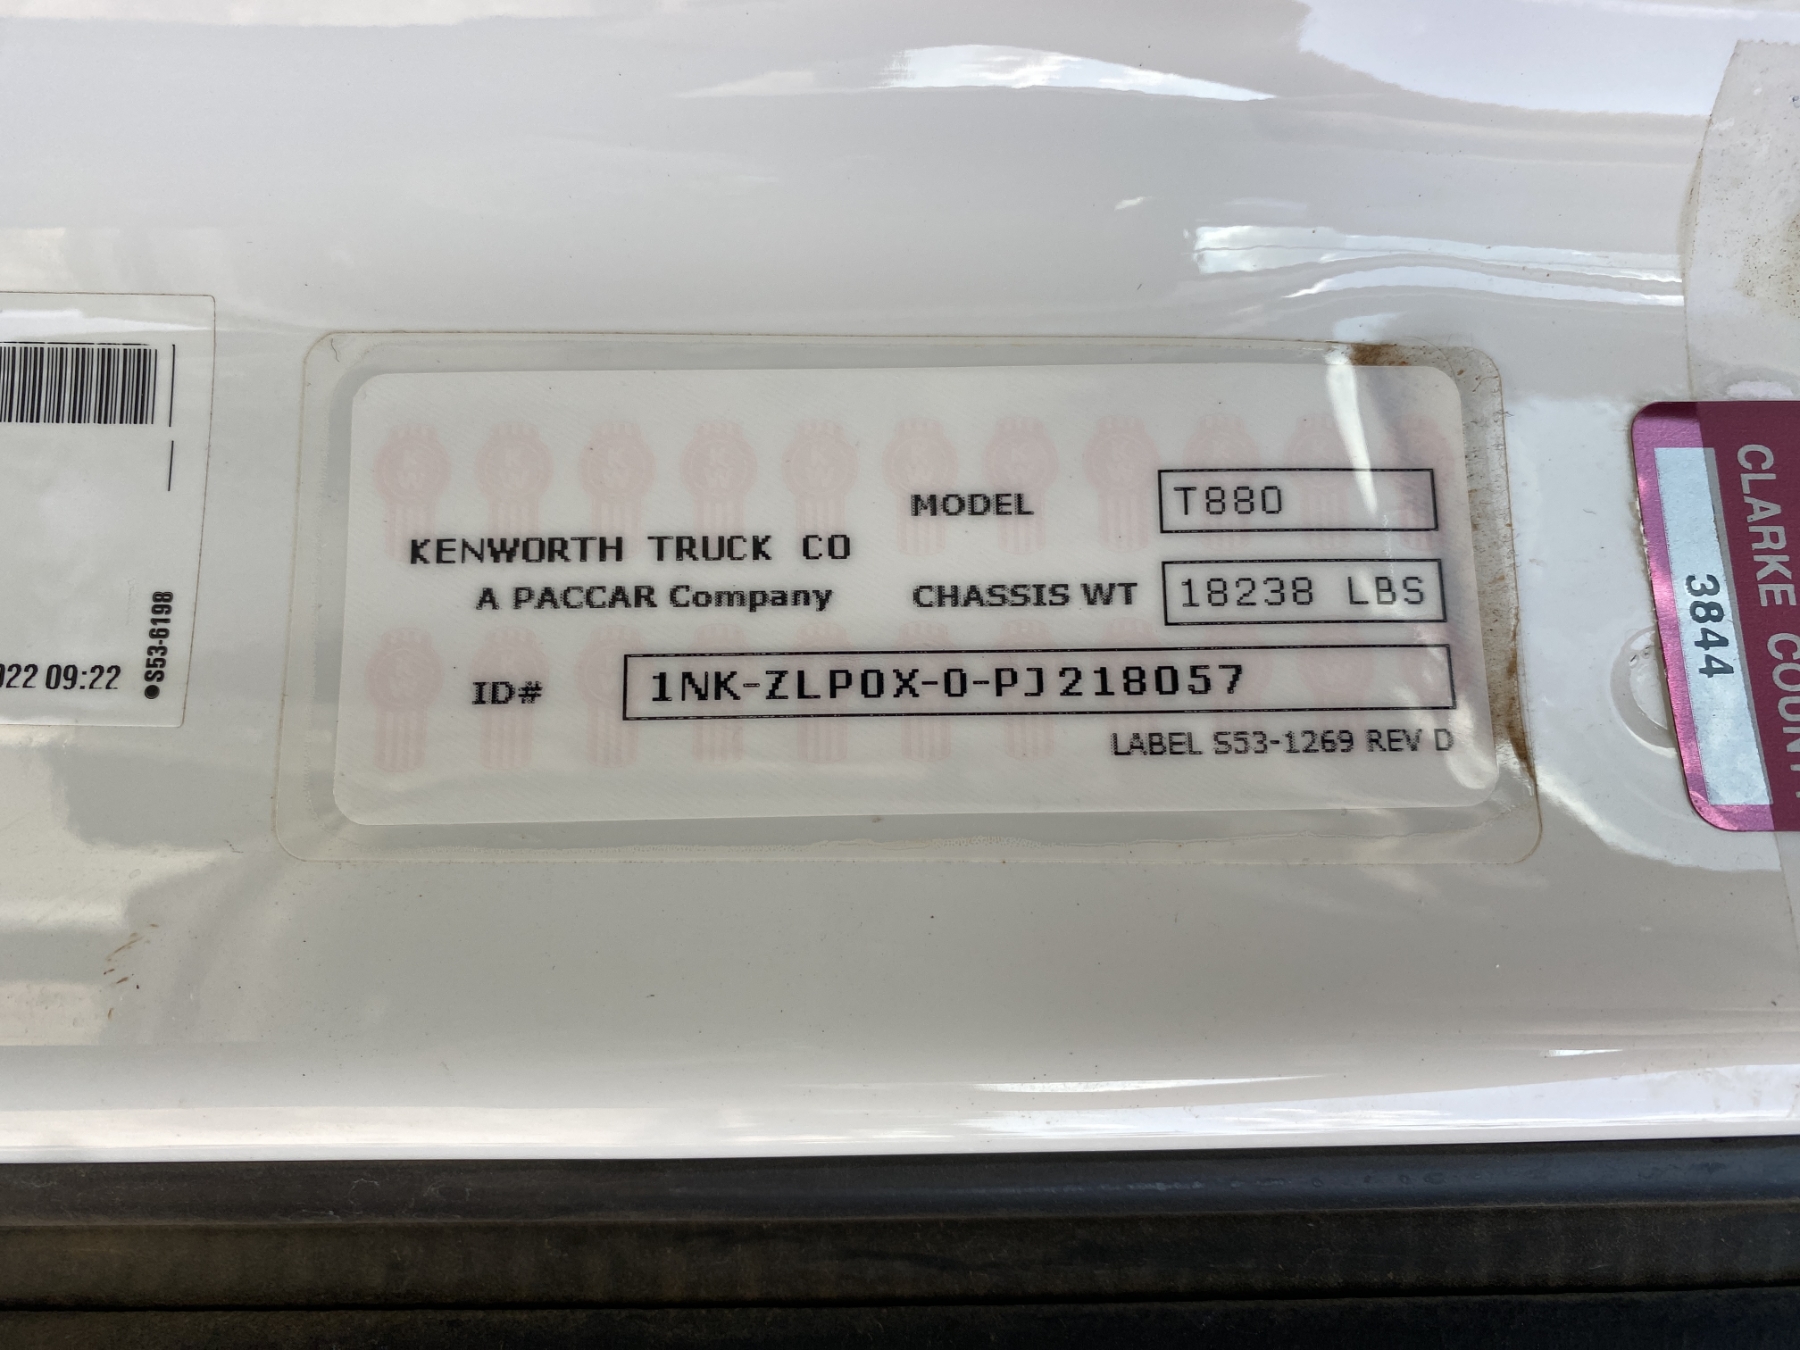 022 09:22
●S53-6198
KENWORTH TRUCK CO
A PACCAR Company
MODEL T880
CHASSIS WT 18238 LBS
ID# 1NK-ZLP0X-0-PJ218057
LABEL S53-1269 REV D
CLARKE COUNT
3844